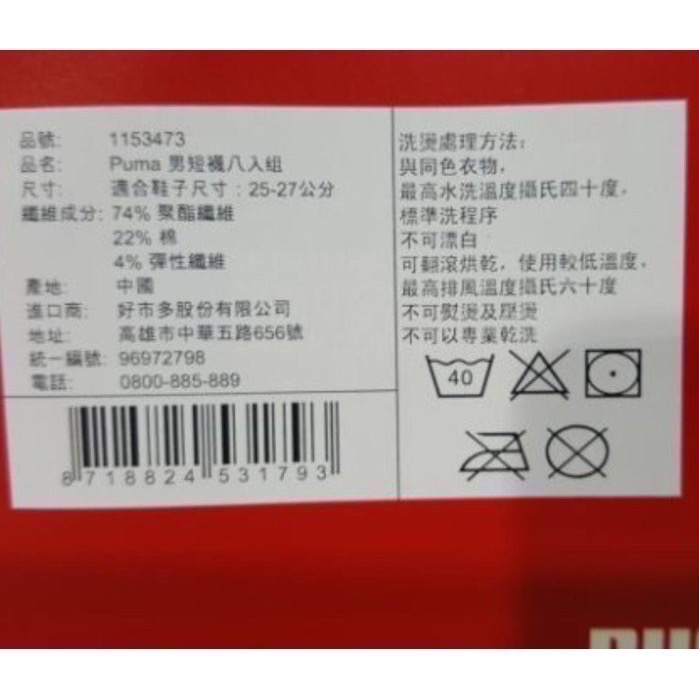 品號: 1153473
品名: Puma 男短襪八入組
尺寸: 適合鞋子尺寸：25-27公分
纖維成分: 74% 聚酯纖維
22% 棉
4% 彈性纖維
產地: 中國
進口商: 好市多股份有限公司
地址: 高雄市中華五路656號
統一編號: 96972798
電話: 0800-885-889
8 718824 531793
洗燙處理方法：
與同色衣物，
最高水洗溫度攝氏四十度，
標準洗程序
不可漂白
可翻滾烘乾，使用較低溫度，
最高排風溫度攝氏六十度
不可熨燙及壓燙
不可以專業乾洗
40